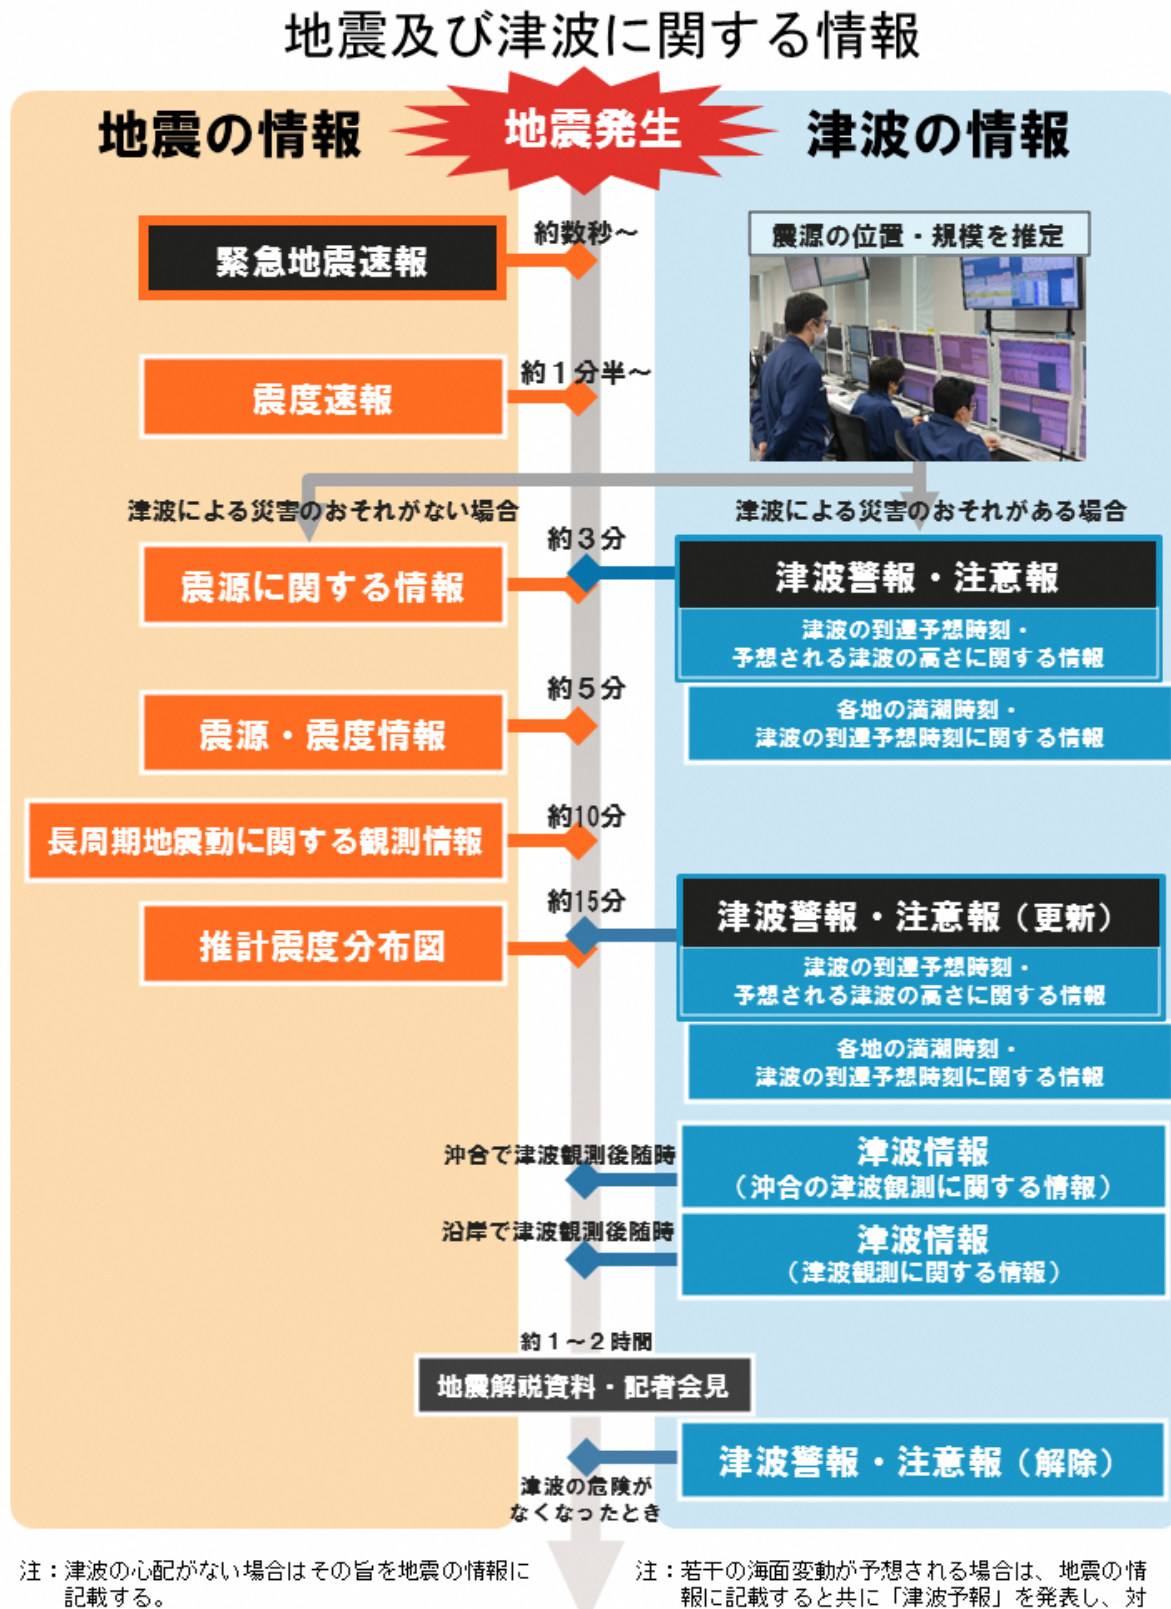 地震及び津波に関する情報
地震の情報
地震発生
津波の情報
約数秒～
緊急地震速報
震源の位置・規模を推定
約１分半～
震度速報
津波による災害のおそれがない場合
津波による災害のおそれがある場合
約３分
震源に関する情報
津波警報・注意報
津波の到達予想時刻・
予想される津波の高さに関する情報
約５分
震源・震度情報
各地の満潮時刻・
津波の到達予想時刻に関する情報
約10分
長周期地震動に関する観測情報
約15分
推計震度分布図
津波警報・注意報（更新）
津波の到達予想時刻・
予想される津波の高さに関する情報
各地の満潮時刻・
津波の到達予想時刻に関する情報
沖合で津波観測後随時
津波情報
（沖合の津波観測に関する情報）
沿岸で津波観測後随時
津波情報
（津波観測に関する情報）
約１～２時間
地震解説資料・記者会見
津波警報・注意報（解除）
津波の危険が
なくなったとき
注：津波の心配がない場合はその旨を地震の情報に
記載する。
注：若干の海面変動が予想される場合は、地震の情
報に記載すると共に「津波予報」を発表し、対